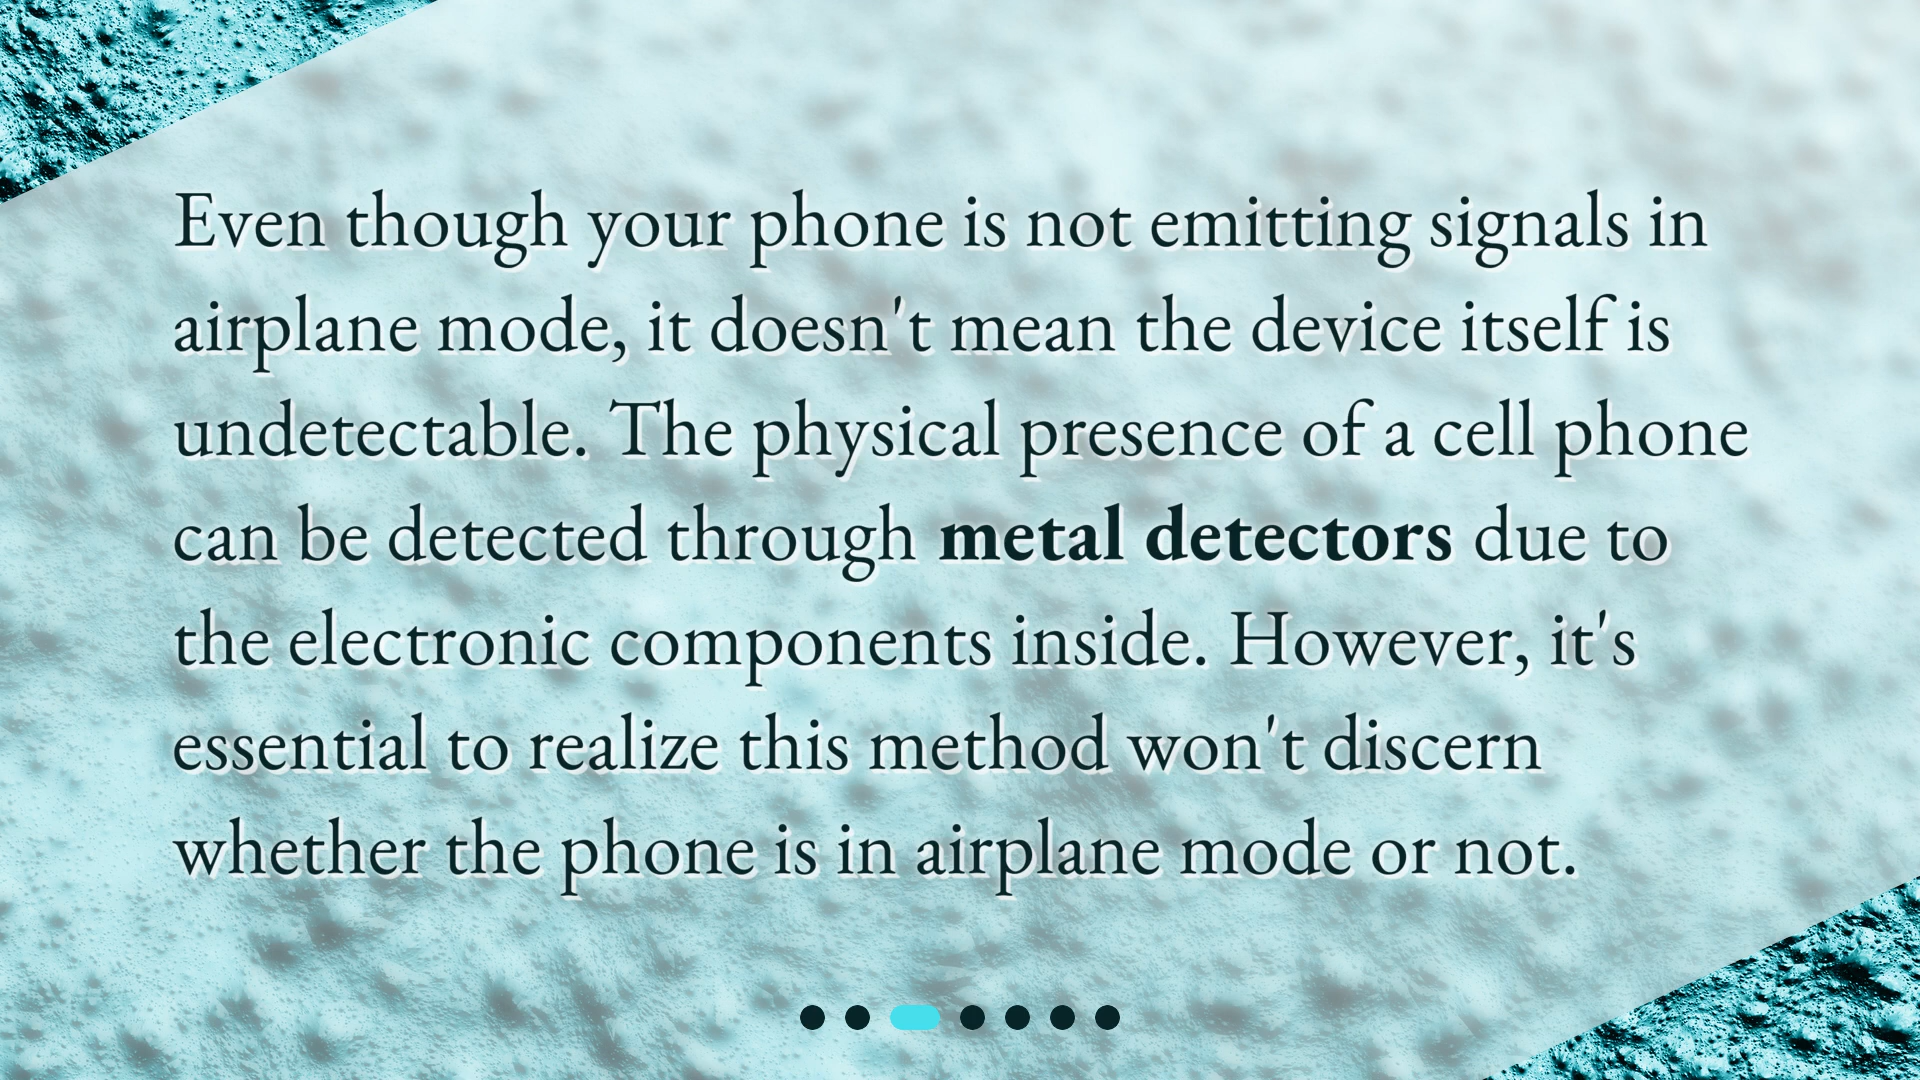 Even though your phone is not emitting signals in
airplane mode, it doesn't mean the device itself is
undetectable. The physical presence of a cell phone
can be detected through metal detectors due to
the electronic components inside. However, it's
essential to realize this method won't discern
whether the phone is in airplane mode or not.